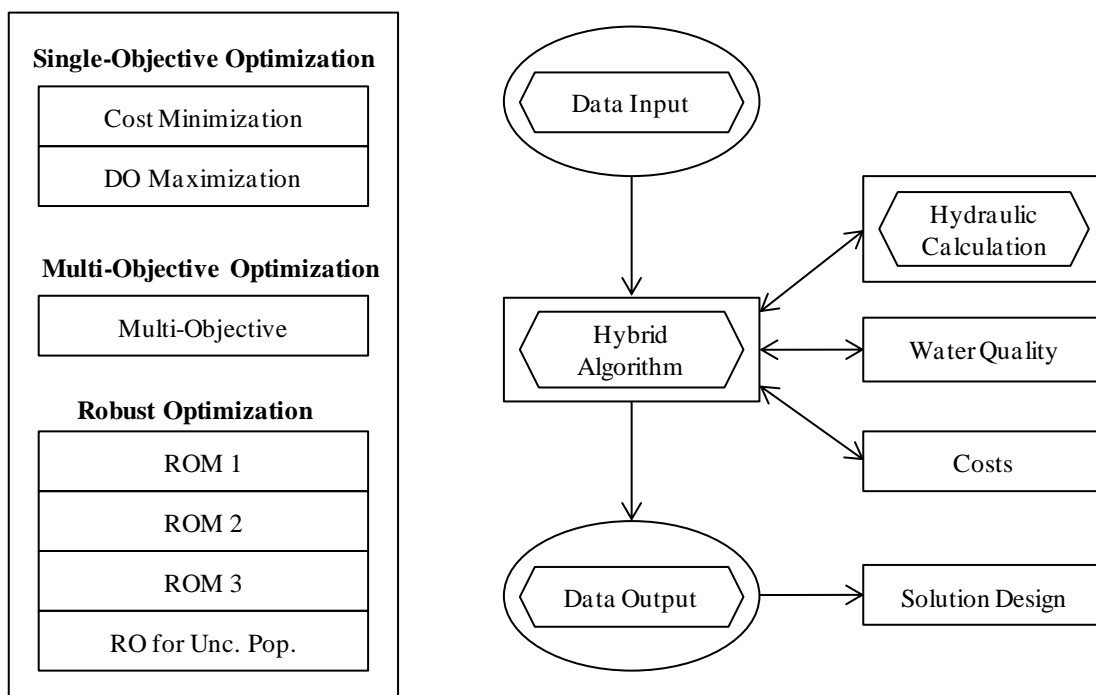 Single-Objective Optimization
Cost Minimization
DO Maximization
Multi-Objective Optimization
Multi-Objective
Robust Optimization
ROM 1
ROM 2
ROM 3
RO for Unc. Pop.
Data Input
Hydraulic
Calculation
Hybrid
Algorithm
Water Quality
Costs
Data Output
Solution Design